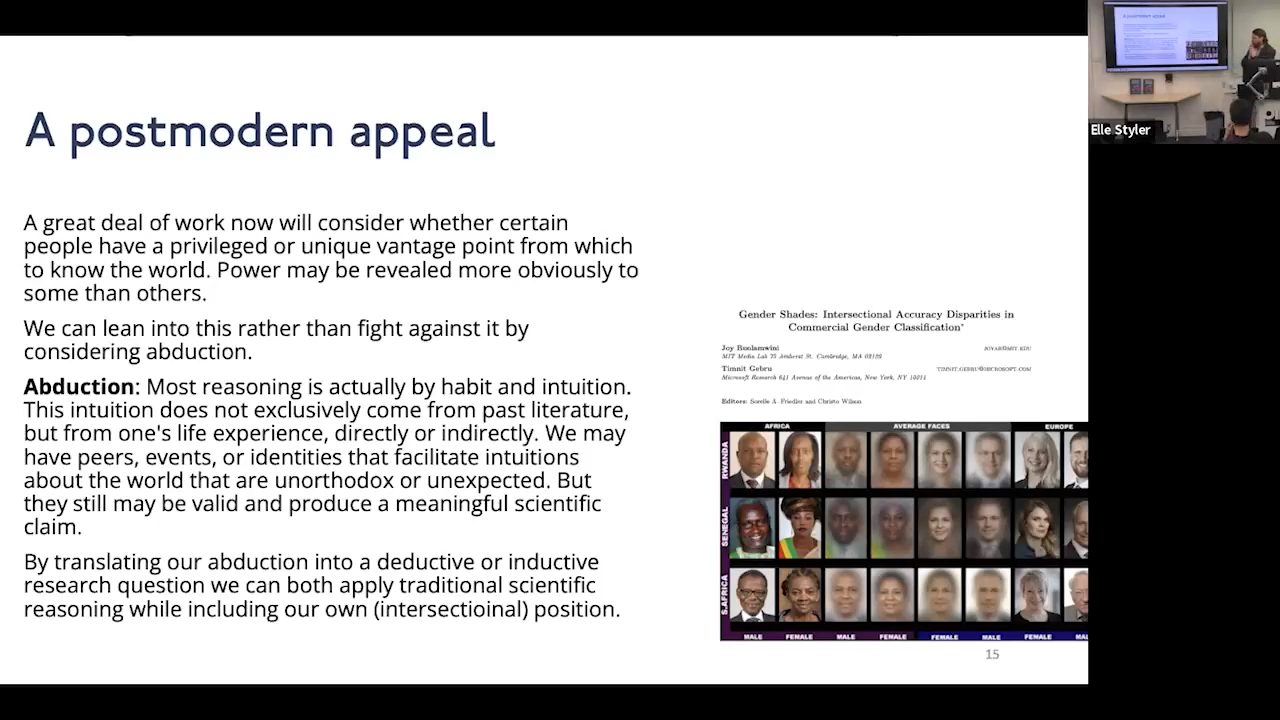 A postmodern appeal
A great deal of work now will consider whether certain
people have a privileged or unique vantage point from which
to know the world. Power may be revealed more obviously to
some than others.
We can lean into this rather than fight against it by
considering abduction.
Abduction: Motioning is actually by habit and intuition.
This intuition does not exclusively come from past literature,
but from one's life experience, directly or indirectly. We may
have peers, events, or identities that facilitate intuitions
about the world that are unorthodox or unexpected. But
they still may be valid and produce a meaningful scientific
claim.
By translating our abduction into a deductive or inductive
research question we can both apply traditional scientific
reasoning while including our own (intersectioinal) position.
Gender Shades: Intersectional Accuracy Disparities in
Commercial Gender Classification*
Joy Buolamwini JOYAB@MIT.EDU
MIT Media Lab 75 Amherst St. Cambridge, MA 02139
Timnit Gebru TIMNIT.GEBRU@MICROSOFT.COM
Microsoft Research 641 Avenue of the Americas, New York, NY 10011
Editors: Sorelle A. Friedler and Christo Wilson
AFRICA AVERAGE FACES EUROPE
RWANDA
SENEGAL
S.AFRICA
MALE FEMALE MALE FEMALE FEMALE MALE FEMALE MAL
15
Elle Styler
A postmodern appeal